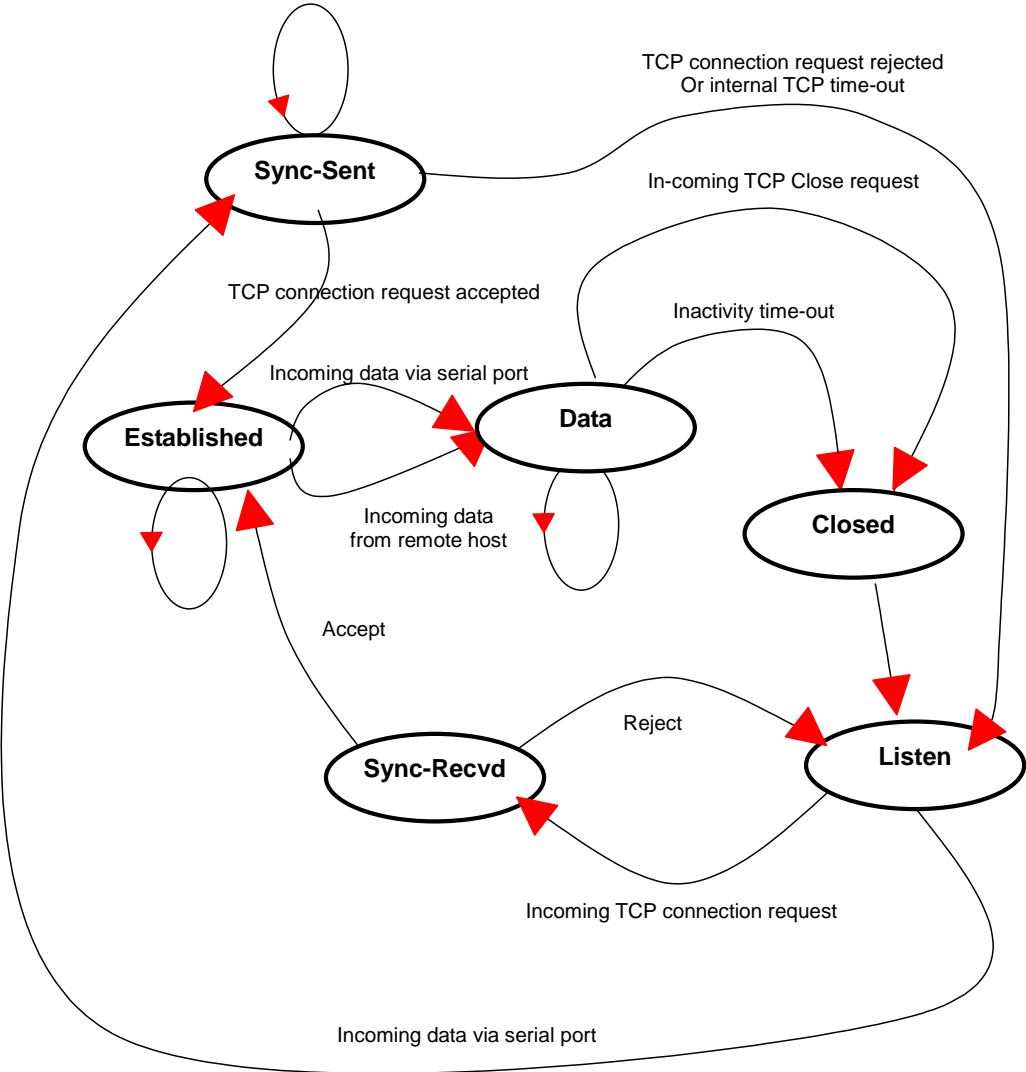 TCP connection request rejected
Or internal TCP time-out
Sync-Sent
In-coming TCP Close request
TCP connection request accepted
Inactivity time-out
Incoming data via serial port
Data
Established
Incoming data
from remote host
Closed
Accept
Reject
Sync-Recvd
Listen
Incoming TCP connection request
Incoming data via serial port